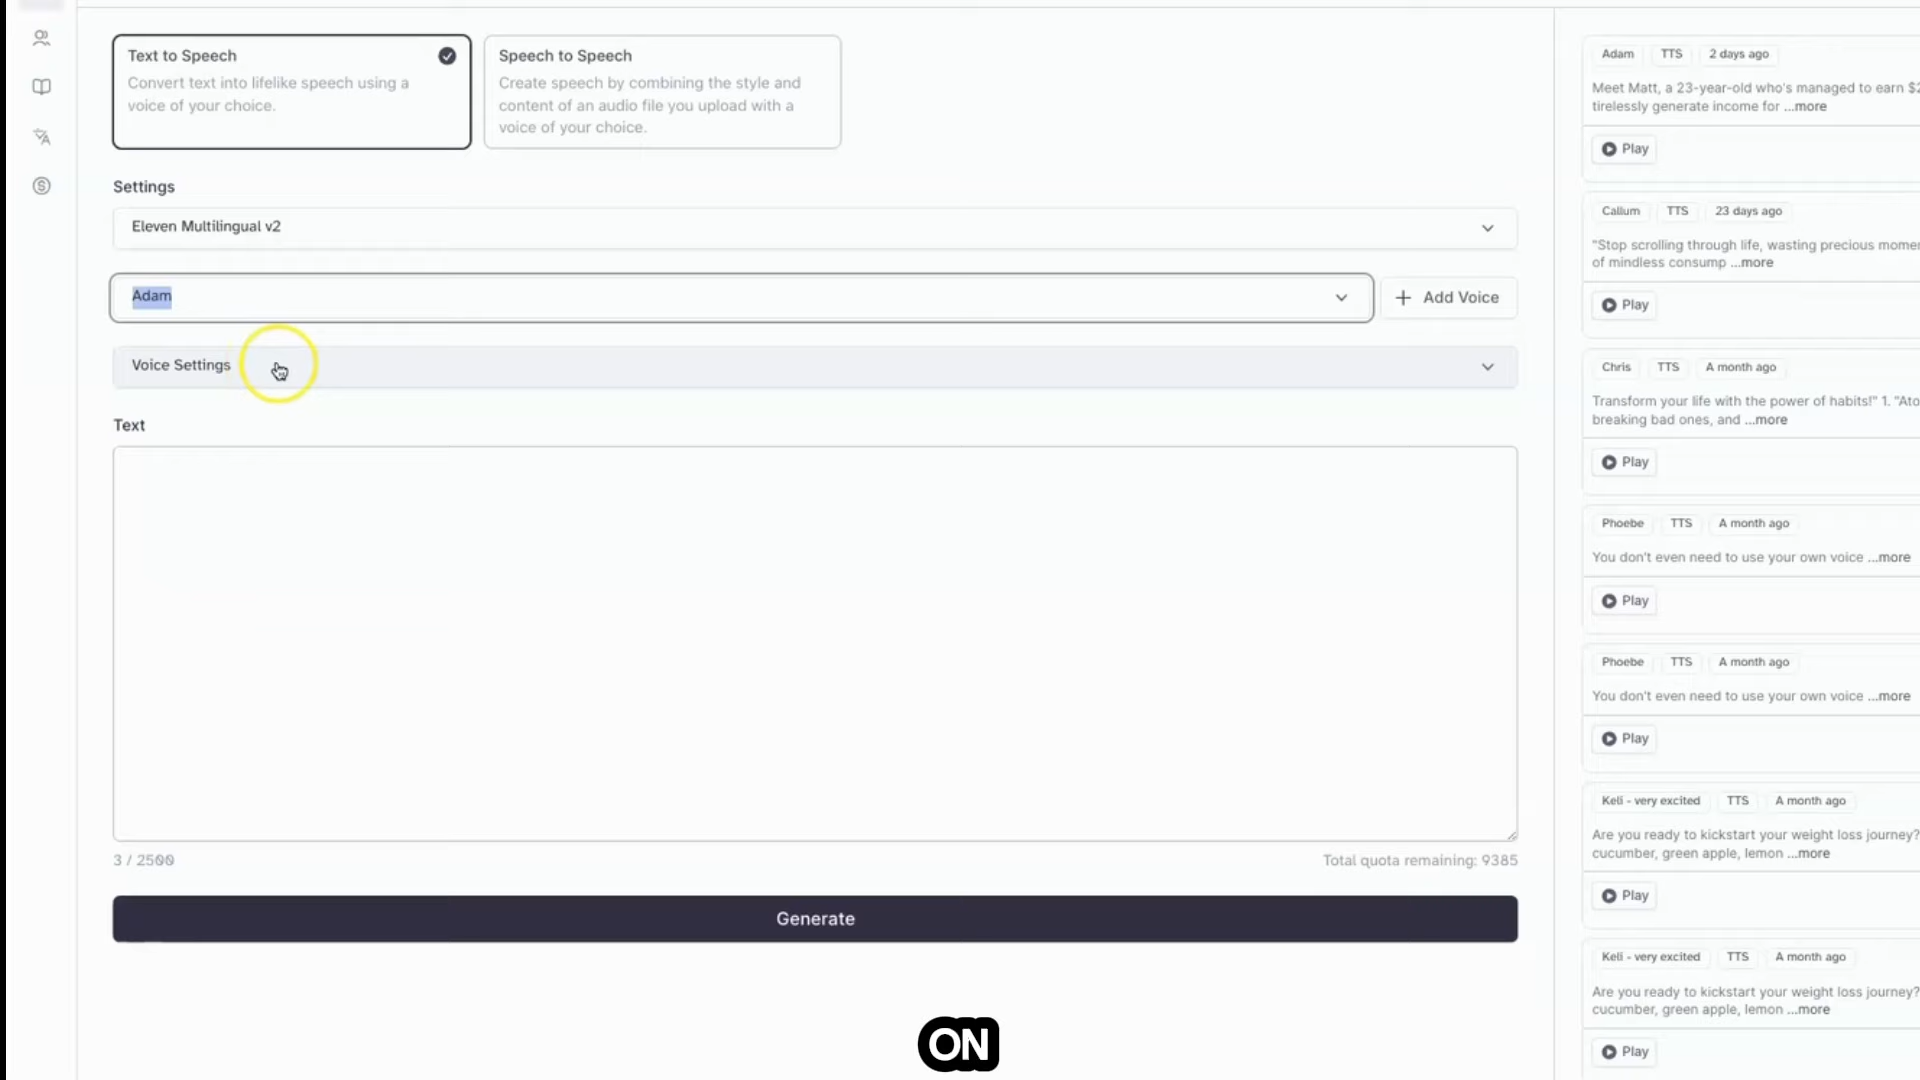 Text to Speech
Convert text into lifelike speech using a
voice of your choice.
Speech to Speech
Create speech by combining the style and
content of an audio file you upload with a
voice of your choice.
Settings
Eleven Multilingual v2
Adam
Add Voice
Voice Settings
Text
3 / 2500
Total quota remaining: 9385
Generate
Adam TTS 2 days ago
Meet Matt, a 23-year-old who's managed to earn $2
tirelessly generate income for ...more
Play
Callum TTS 23 days ago
"Stop scrolling through life, wasting precious mome
of mindless consump ...more
Play
Chris TTS A month ago
Transform your life with the power of habits!" 1. "Ato
breaking bad ones, and ...more
Play
Phoebe TTS A month ago
You don't even need to use your own voice ...more
Play
Phoebe TTS A month ago
You don't even need to use your own voice ...more
Play
Keli - very excited TTS A month ago
Are you ready to kickstart your weight loss journey?
cucumber, green apple, lemon ...more
Play
Keli - very excited TTS A month ago
Are you ready to kickstart your weight loss journey?
cucumber, green apple, lemon ...more
Play
ON